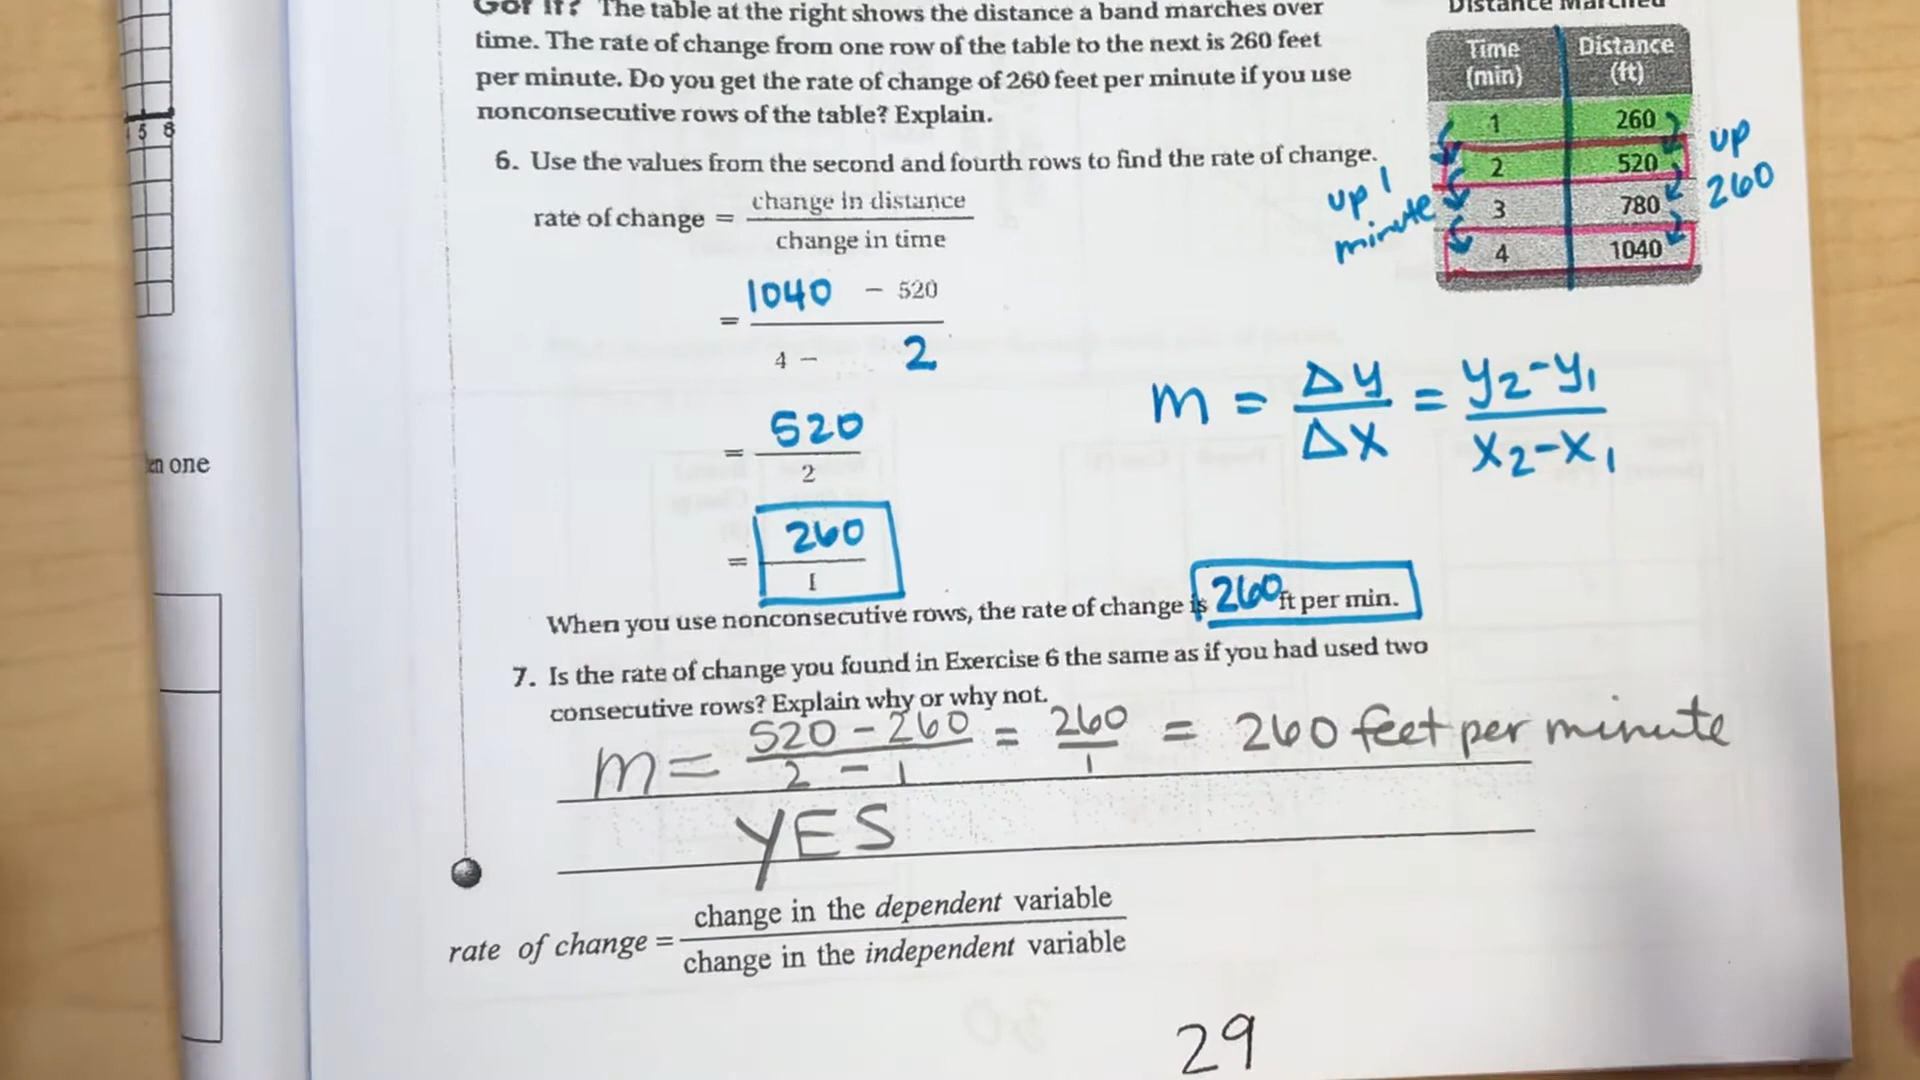 5 6
en one
Got It? The table at the right shows the distance a band marches over
time. The rate of change from one row of the table to the next is 260 feet
per minute. Do you get the rate of change of 260 feet per minute if you use
nonconsecutive rows of the table? Explain.
Distance Marched
Time (min) Distance (ft)
1 260
2 520
3 780
4 1040
up 1
minute
up
260
6. Use the values from the second and fourth rows to find the rate of change.
rate of change = change in distance
change in time
= 1040 - 520
4 - 2
= 520
2
= 260
1
m = Δy = y2-y1
Δx x2-x1
When you use nonconsecutive rows, the rate of change is 260 ft per min.
7. Is the rate of change you found in Exercise 6 the same as if you had used two
consecutive rows? Explain why or why not.
m = 520 - 260 = 260 = 260 feet per minute
2 - 1 1
YES
rate of change = change in the dependent variable
change in the independent variable
29